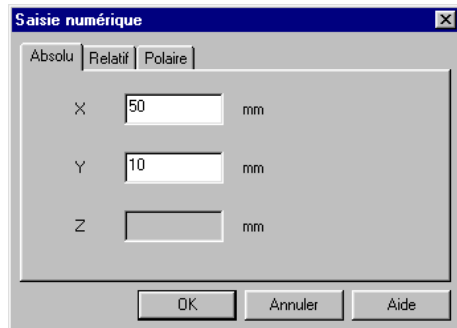 Saisie numérique
Absolu Relatif Polaire
X 50 mm
Y 10 mm
Z mm
OK Annuler Aide